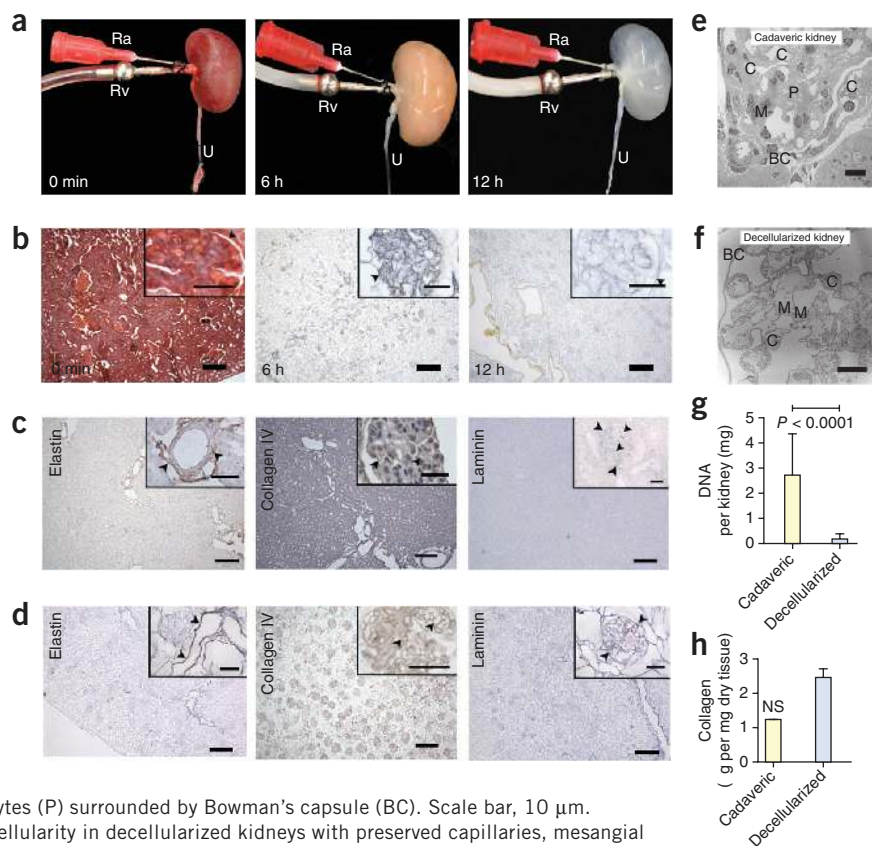 a
Ra
Rv
U
0 min
Ra
Rv
U
6 h
Ra
Rv
U
12 h
b
0 min
6 h
12 h
c
Elastin
Collagen IV
Laminin
d
Elastin
Collagen IV
Laminin
e
Cadaveric kidney
C
C
C
P
M
BC
f
Decellularized kidney
BC
C
M
M
C
g
P < 0.0001
DNA
per kidney (mg)
5
4
3
2
1
0
Cadaveric
Decellularized
h
Collagen
( g per mg dry tissue)
3
2
1
0
NS
Cadaveric
Decellularized
ytes (P) surrounded by Bowman's capsule (BC). Scale bar, 10 μm.
ellularity in decellularized kidneys with preserved capillaries, mesangial